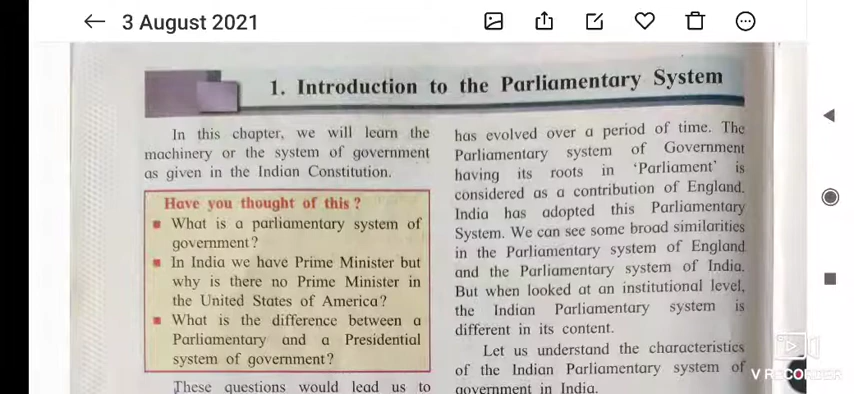 3 August 2021
1. Introduction to the Parliamentary System
In this chapter, we will learn the
machinery or the system of government
as given in the Indian Constitution.
Have you thought of this ?
What is a parliamentary system of
government ?
In India we have Prime Minister but
why is there no Prime Minister in
the United States of America ?
What is the difference between a
Parliamentary and a Presidential
system of government ?
These questions would lead us to
has evolved over a period of time. The
Parliamentary system of Government
having its roots in ‘Parliament’ is
considered as a contribution of England.
India has adopted this Parliamentary
System. We can see some broad similarities
in the Parliamentary system of England
and the Parliamentary system of India.
But when looked at an institutional level,
the Indian Parliamentary system is
different in its content.
Let us understand the characteristics
of the Indian Parliamentary system of
government in India.
V RECORDER